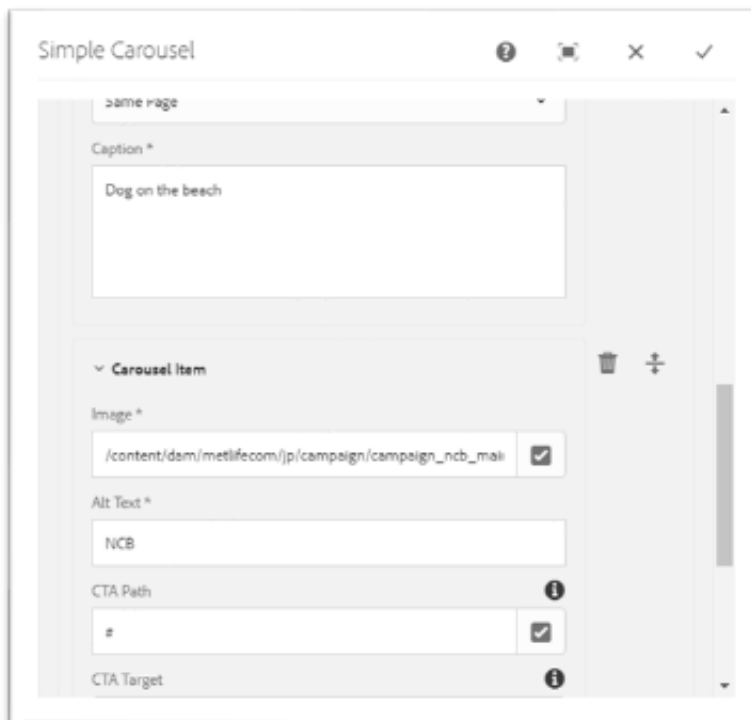 Simple Carousel
Same Page
Caption *
Dog on the beach
Carousel Item
Image *
/content/dam/metlifecom/jp/campaign/campaign_ncb_mai
Alt Text *
NCB
CTA Path
#
CTA Target